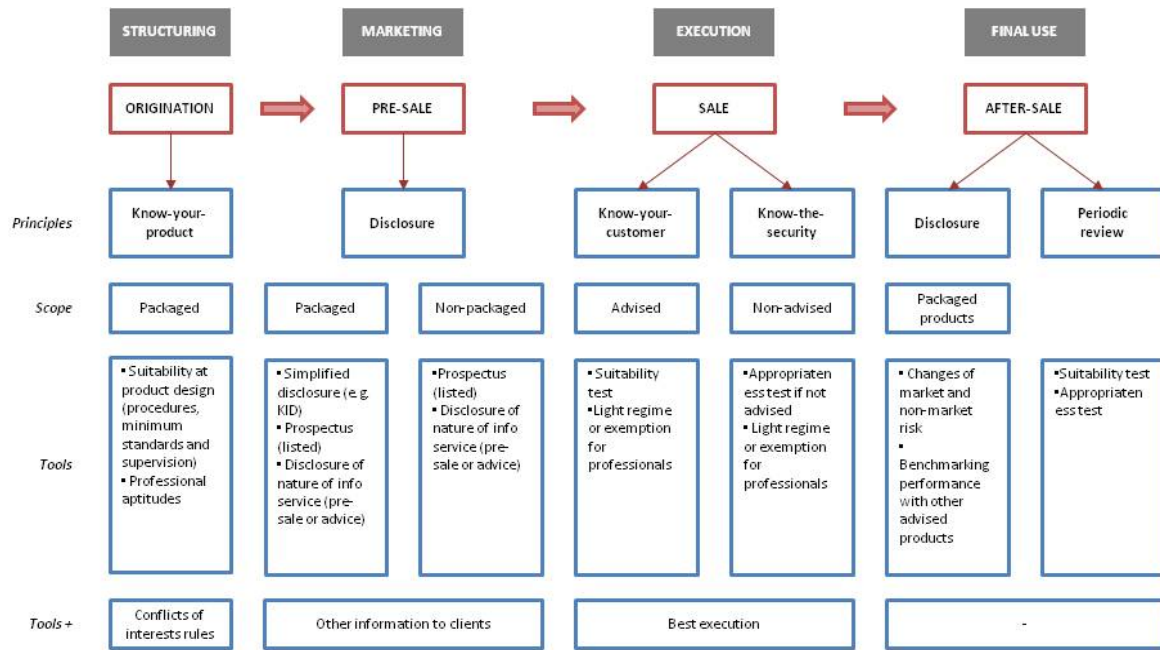 STRUCTURING
MARKETING
EXECUTION
FINAL USE
ORIGINATION
PRE-SALE
SALE
AFTER-SALE
Principles
Know-your-
product
Disclosure
Know-your-
customer
Know-the-
security
Disclosure
Periodic
review
Scope
Packaged
Packaged
Non-packaged
Advised
Non-advised
Packaged
products
Tools
▪ Suitability at
product design
(procedures,
minimum
standards and
supervision)
▪ Professional
aptitudes
▪ Simplified
disclosure (e.g.
KID)
▪ Prospectus
(listed)
▪ Disclosure of
nature of info
service (pre-
sale or advice)
▪Prospectus
(listed)
▪ Disclosure of
nature of info
service (pre-
sale or advice)
▪ Suitability
test
▪Light regime
or exemption
for
professionals
▪Appropriaten
ess test if not
advised
▪ Light regime
or exemption
for
professionals
▪ Changes of
market and
non-market
risk
▪
Benchmarking
performance
with other
advised
products
▪Suitability test
▪Appropriaten
ess test
Tools +
Conflicts of
interests rules
Other information to clients
Best execution
-